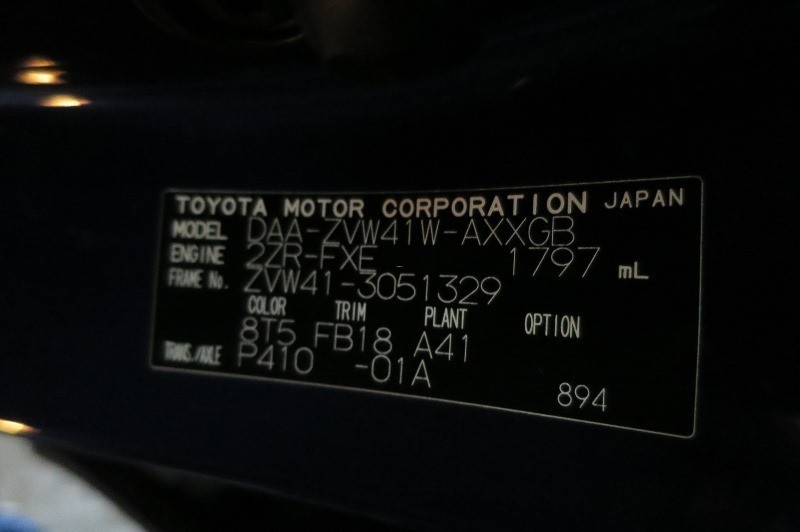 TOYOTA MOTOR CORPORATION JAPAN
MODEL DAA-ZVW41W-AXXGB
ENGINE 2ZR-FXE 1797 mL
FRAME No. ZVW41-3051329
COLOR TRIM PLANT OPTION
8T5 FB18 A41
TRANS./AXLE P410 -01A
894